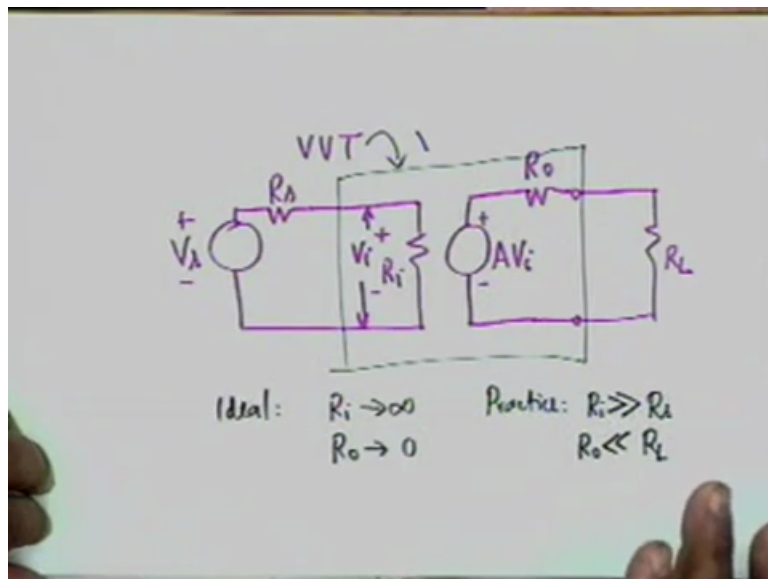 VVT
Rs
Ro
+
Vs
-
+
Vi
-
Ri
+
AVi
-
RL
Ideal: Ri → ∞ Practice: Ri >> Rs
Ro → 0 Ro << RL